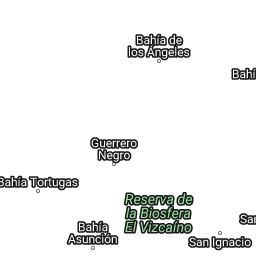 Bahía de
los Ángeles
Bahí
Guerrero
Negro
Bahía Tortugas
Reserva de
la Biosfera
El Vizcaíno
Bahía
Asunción
San
San Ignacio